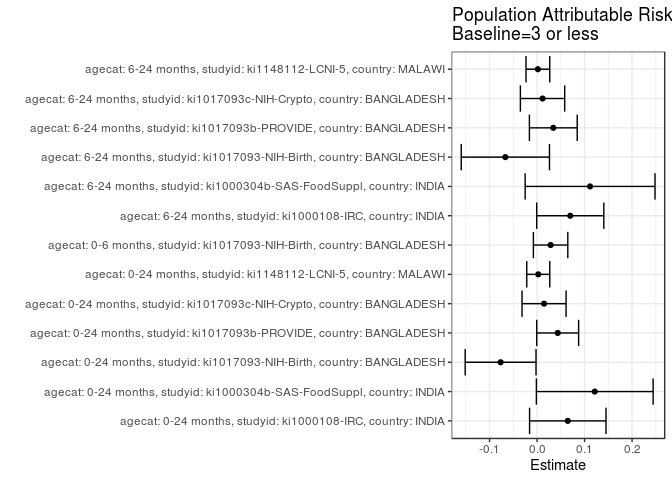 Population Attributable Risk
Baseline=3 or less
agecat: 6-24 months, studyid: ki1148112-LCNI-5, country: MALAWI
agecat: 6-24 months, studyid: ki1017093c-NIH-Crypto, country: BANGLADESH
agecat: 6-24 months, studyid: ki1017093b-PROVIDE, country: BANGLADESH
agecat: 6-24 months, studyid: ki1017093-NIH-Birth, country: BANGLADESH
agecat: 6-24 months, studyid: ki1000304b-SAS-FoodSuppl, country: INDIA
agecat: 6-24 months, studyid: ki1000108-IRC, country: INDIA
agecat: 0-6 months, studyid: ki1017093-NIH-Birth, country: BANGLADESH
agecat: 0-24 months, studyid: ki1148112-LCNI-5, country: MALAWI
agecat: 0-24 months, studyid: ki1017093c-NIH-Crypto, country: BANGLADESH
agecat: 0-24 months, studyid: ki1017093b-PROVIDE, country: BANGLADESH
agecat: 0-24 months, studyid: ki1017093-NIH-Birth, country: BANGLADESH
agecat: 0-24 months, studyid: ki1000304b-SAS-FoodSuppl, country: INDIA
agecat: 0-24 months, studyid: ki1000108-IRC, country: INDIA
-0.1 0.0 0.1 0.2
Estimate